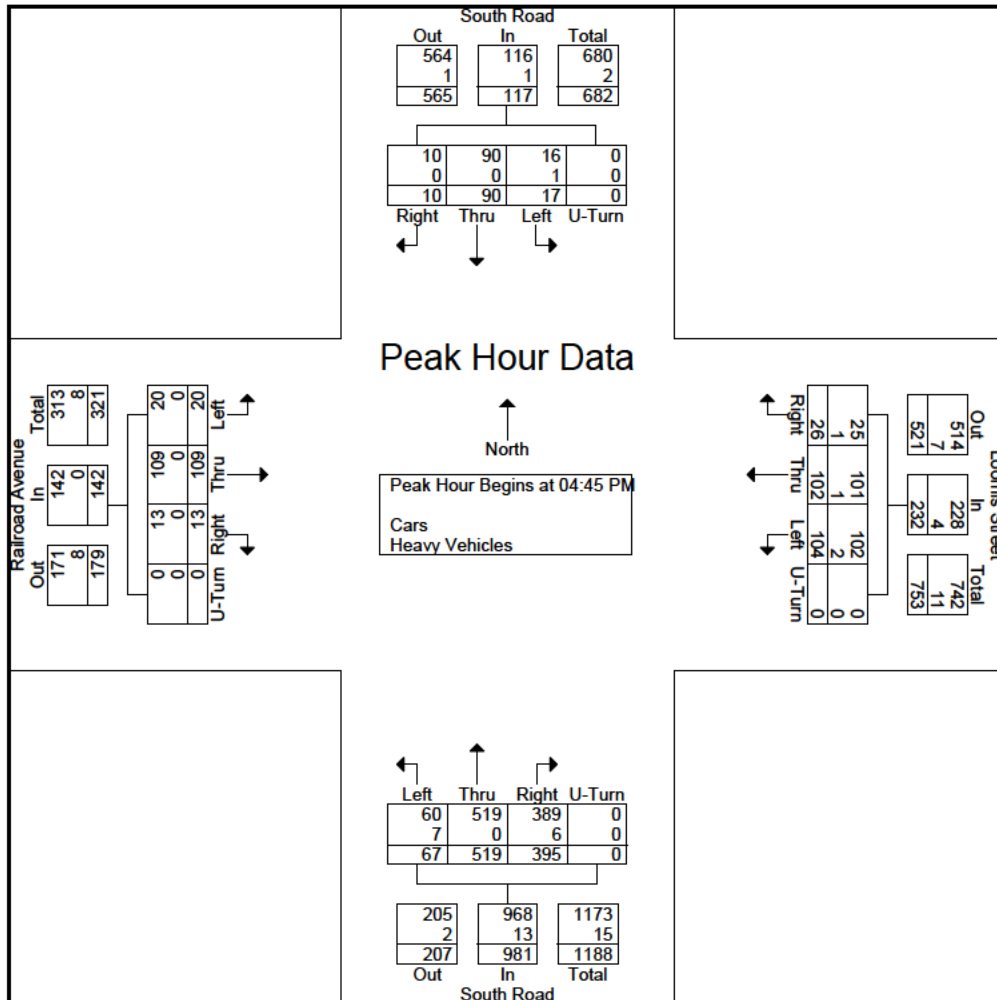 South Road
Out In Total
564 116 680
1 1 2
565 117 682
10 90 16 0
0 0 1 0
10 90 17 0
Right Thru Left U-Turn
Peak Hour Data
North
Peak Hour Begins at 04:45 PM
Cars
Heavy Vehicles
Railroad Avenue
Out In Total
171 142 313
8 0 8
179 142 321
0 13 109 20
0 0 0 0
0 13 109 20
U-Turn Right Thru Left
Loomis Street
Out In Total
514 228 742
7 4 11
521 232 753
25 101 102 0
1 1 2 0
26 102 104 0
Right Thru Left U-Turn
Left Thru Right U-Turn
60 519 389 0
7 0 6 0
67 519 395 0
205 968 1173
2 13 15
207 981 1188
Out In Total
South Road